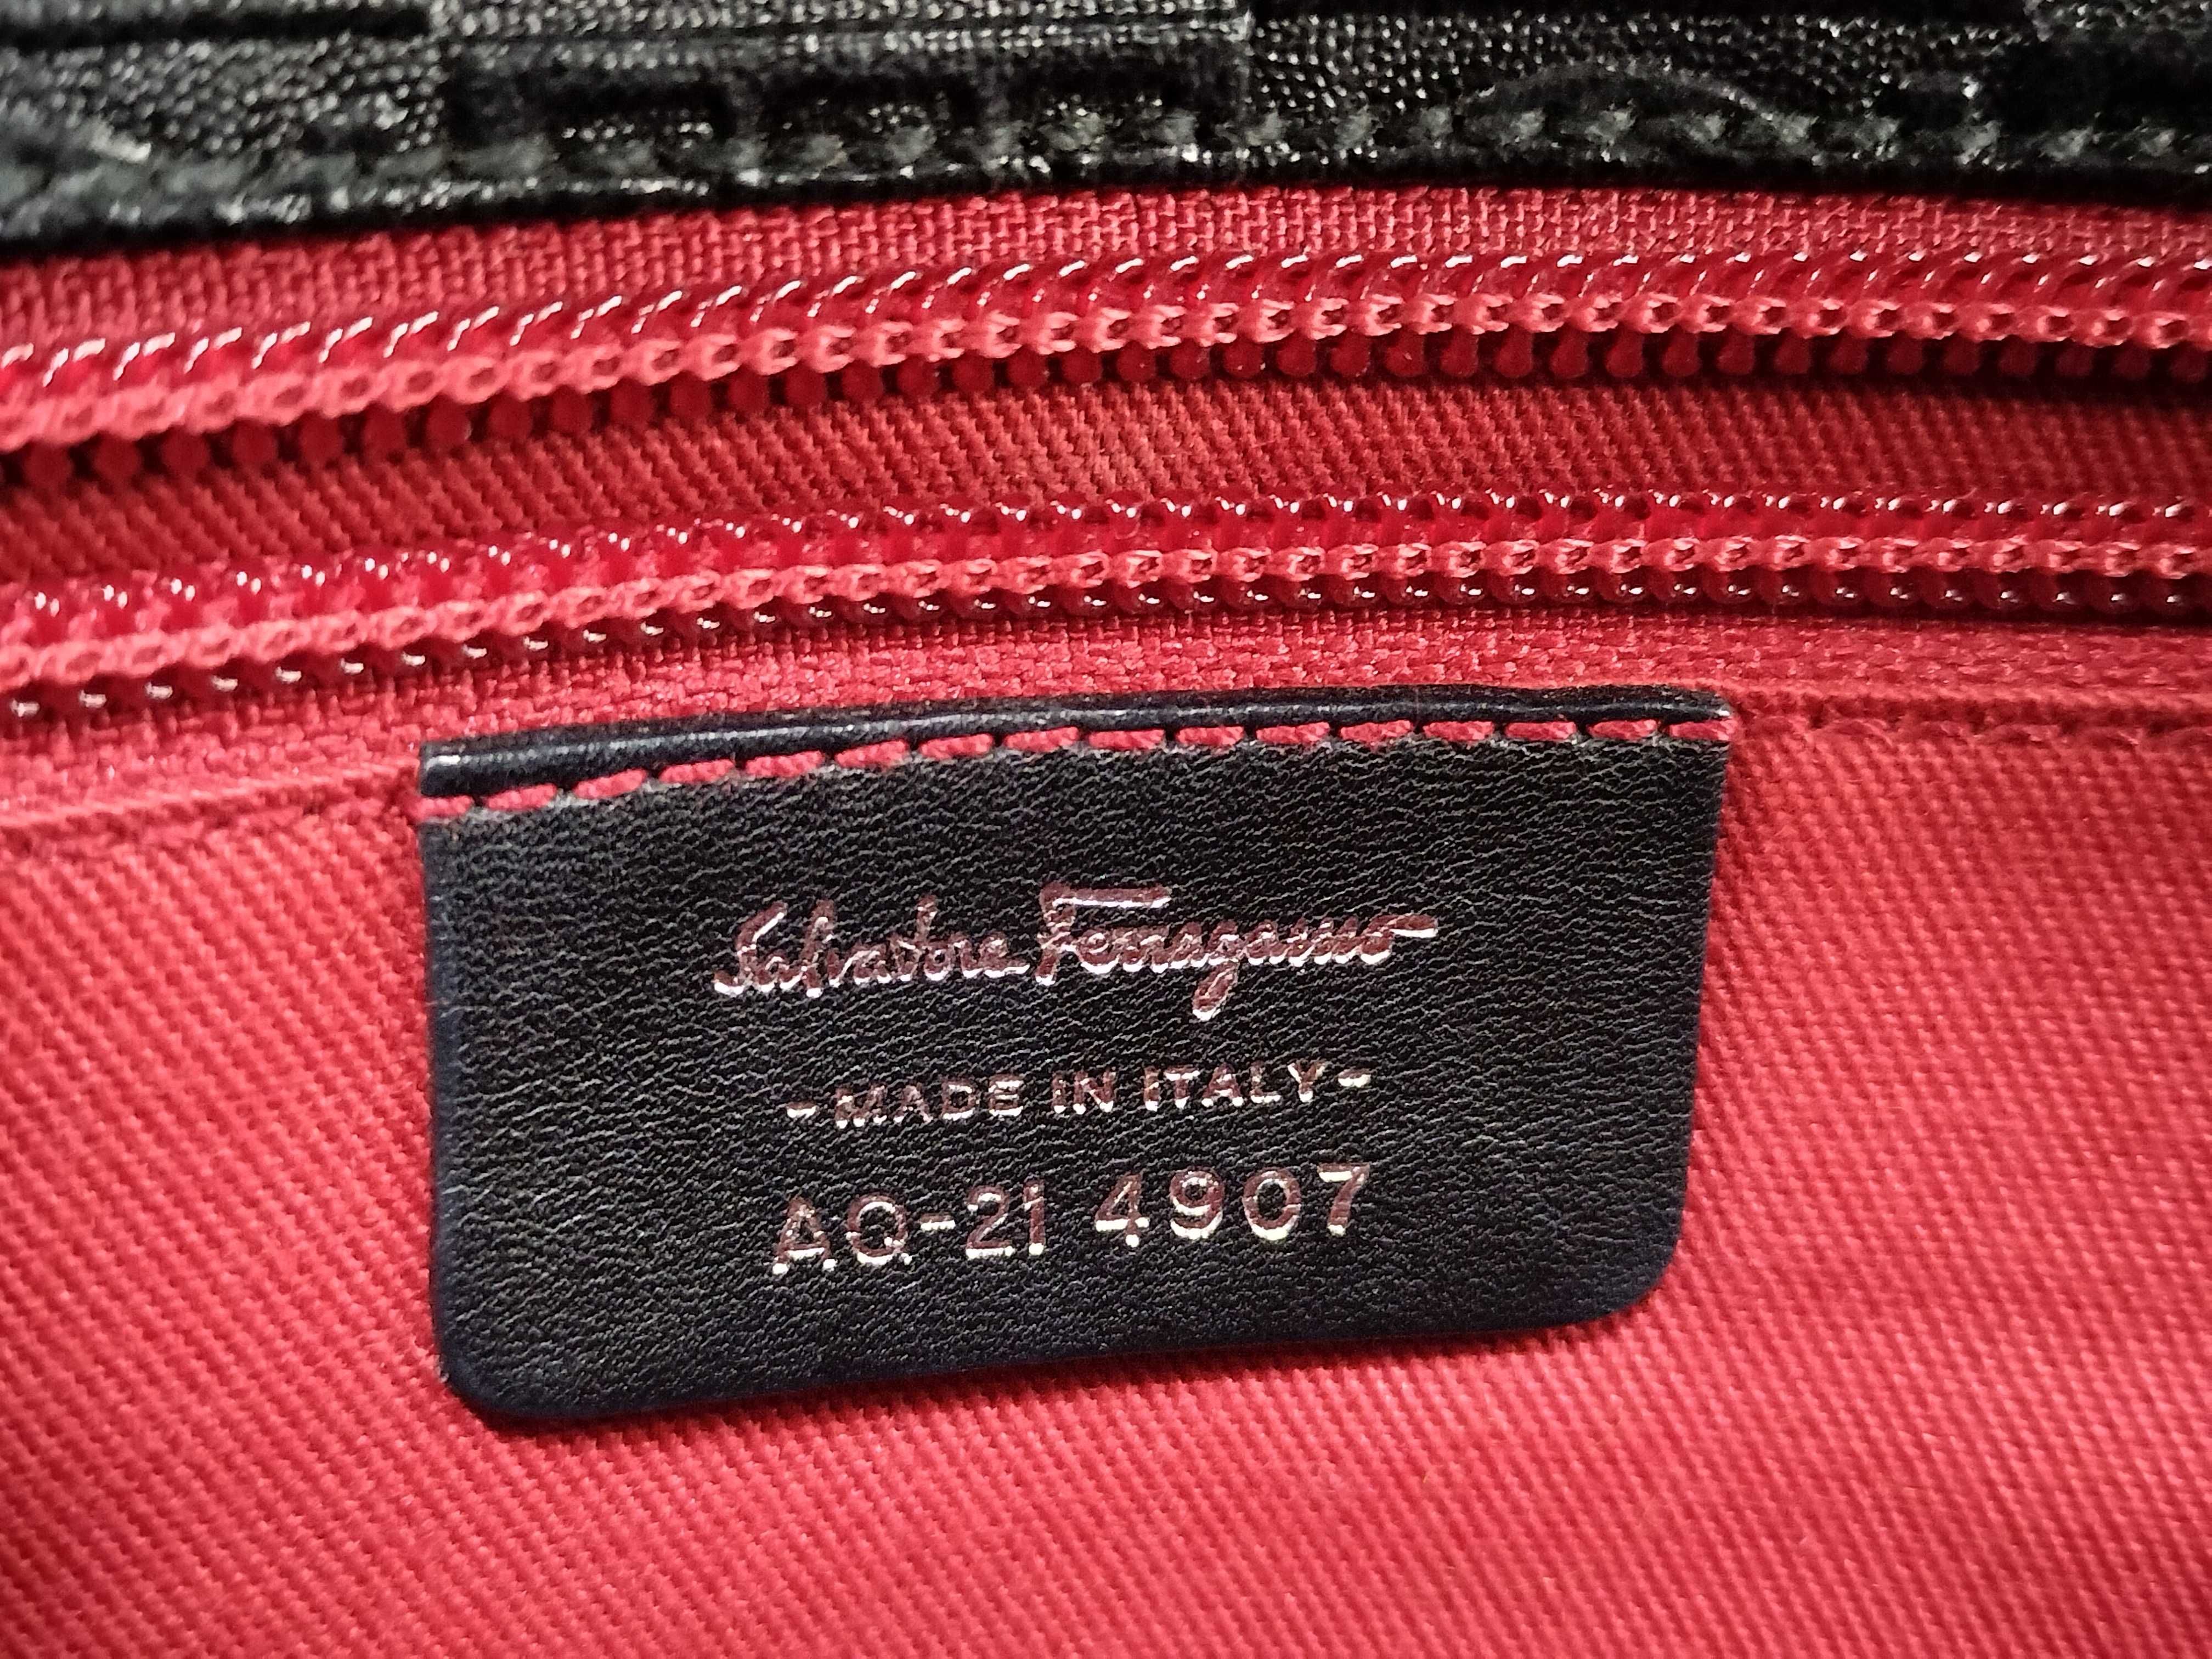 Salvatore Ferragamo
-MADE IN ITALY-
AQ-21 4907